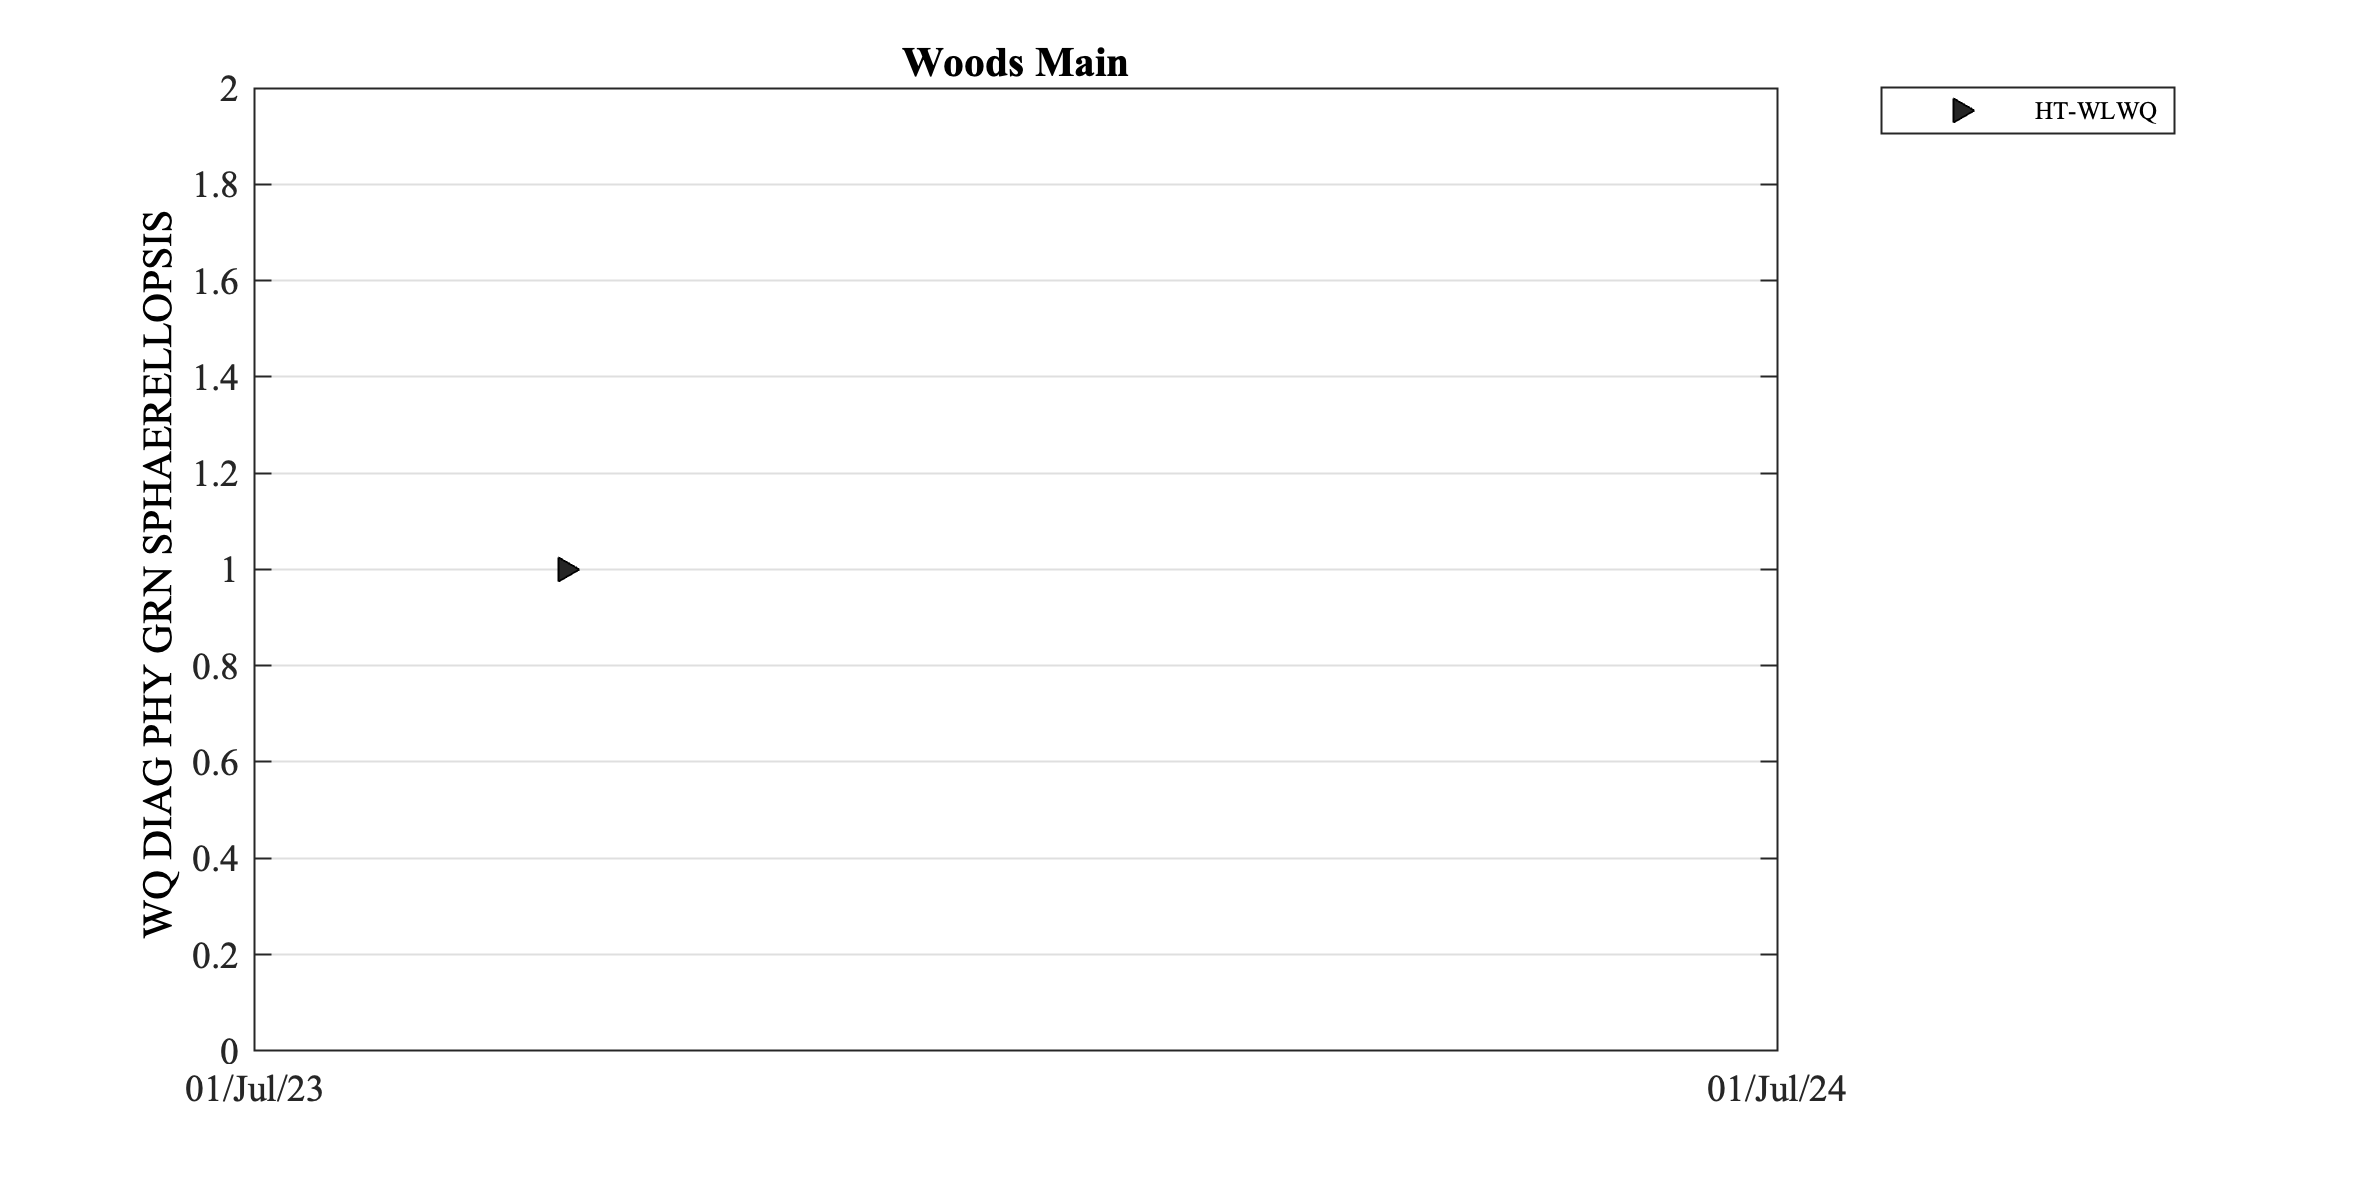 Woods Main
HT-WLWQ
WQ DIAG PHY GRN SPHAERELLOPSIS
2
1.8
1.6
1.4
1.2
1
0.8
0.6
0.4
0.2
0
01/Jul/23
01/Jul/24